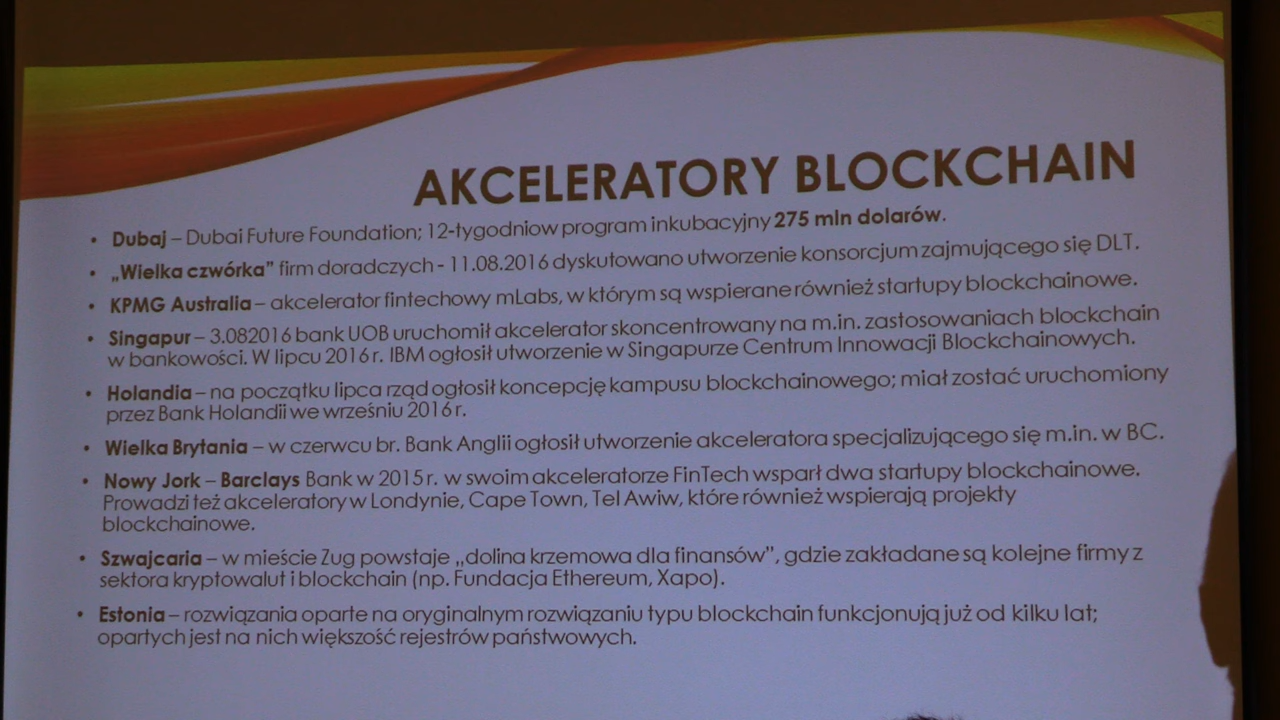 AKCELERATORY BLOCKCHAIN
• Dubaj – Dubai Future Foundation; 12-tygodniow program inkubacyjny 275 mln dolarów.
• „Wielka czwórka” firm doradczych - 11.08.2016 dyskutowano utworzenie konsorcjum zajmującego się DLT.
• KPMG Australia – akcelerator fintechowy mLabs, w którym są wspierane również startupy blockchainowe.
• Singapur – 3.082016 bank UOB uruchomił akcelerator skoncentrowany na m.in. zastosowaniach blockchain
w bankowości. W lipcu 2016 r. IBM ogłosił utworzenie w Singapurze Centrum Innowacji Blockchainowych.
• Holandia – na początku lipca rząd ogłosił koncepcję kampusu blockchainowego; miał zostać uruchomiony
przez Bank Holandii we wrześniu 2016 r.
• Wielka Brytania – w czerwcu br. Bank Anglii ogłosił utworzenie akceleratora specjalizującego się m.in. w BC.
• Nowy Jork – Barclays Bank w 2015 r. w swoim akceleratorze FinTech wsparł dwa startupy blockchainowe.
Prowadzi też akceleratory w Londynie, Cape Town, Tel Awiw, które również wspierają projekty
blockchainowe.
• Szwajcaria – w mieście Zug powstaje „dolina krzemowa dla finansów”, gdzie zakładane są kolejne firmy z
sektora kryptowalut i blockchain (np. Fundacja Ethereum, Xapo).
• Estonia – rozwiązania oparte na oryginalnym rozwiązaniu typu blockchain funkcjonują już od kilku lat;
opartych jest na nich większość rejestrów państwowych.